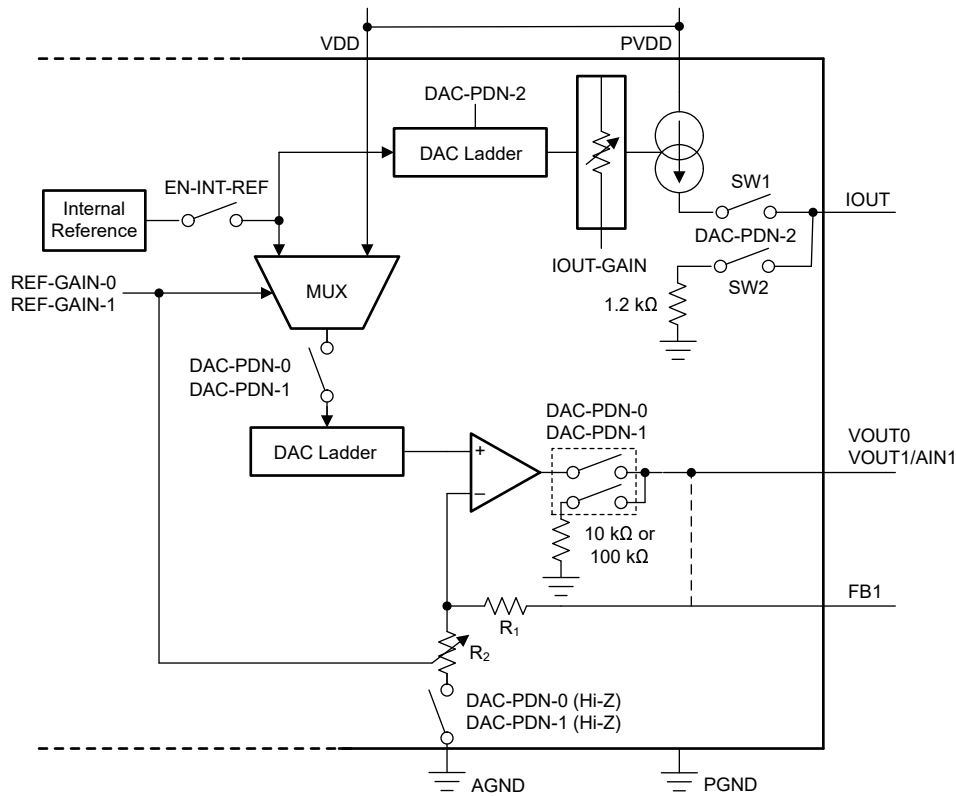 VDD
PVDD
DAC-PDN-2
DAC Ladder
EN-INT-REF
Internal
Reference
SW1
IOUT
DAC-PDN-2
SW2
IOUT-GAIN
1.2 kΩ
REF-GAIN-0
REF-GAIN-1
MUX
DAC-PDN-0
DAC-PDN-1
DAC Ladder
+
–
DAC-PDN-0
DAC-PDN-1
10 kΩ or
100 kΩ
VOUT0
VOUT1/AIN1
FB1
R₁
R₂
DAC-PDN-0 (Hi-Z)
DAC-PDN-1 (Hi-Z)
AGND
PGND